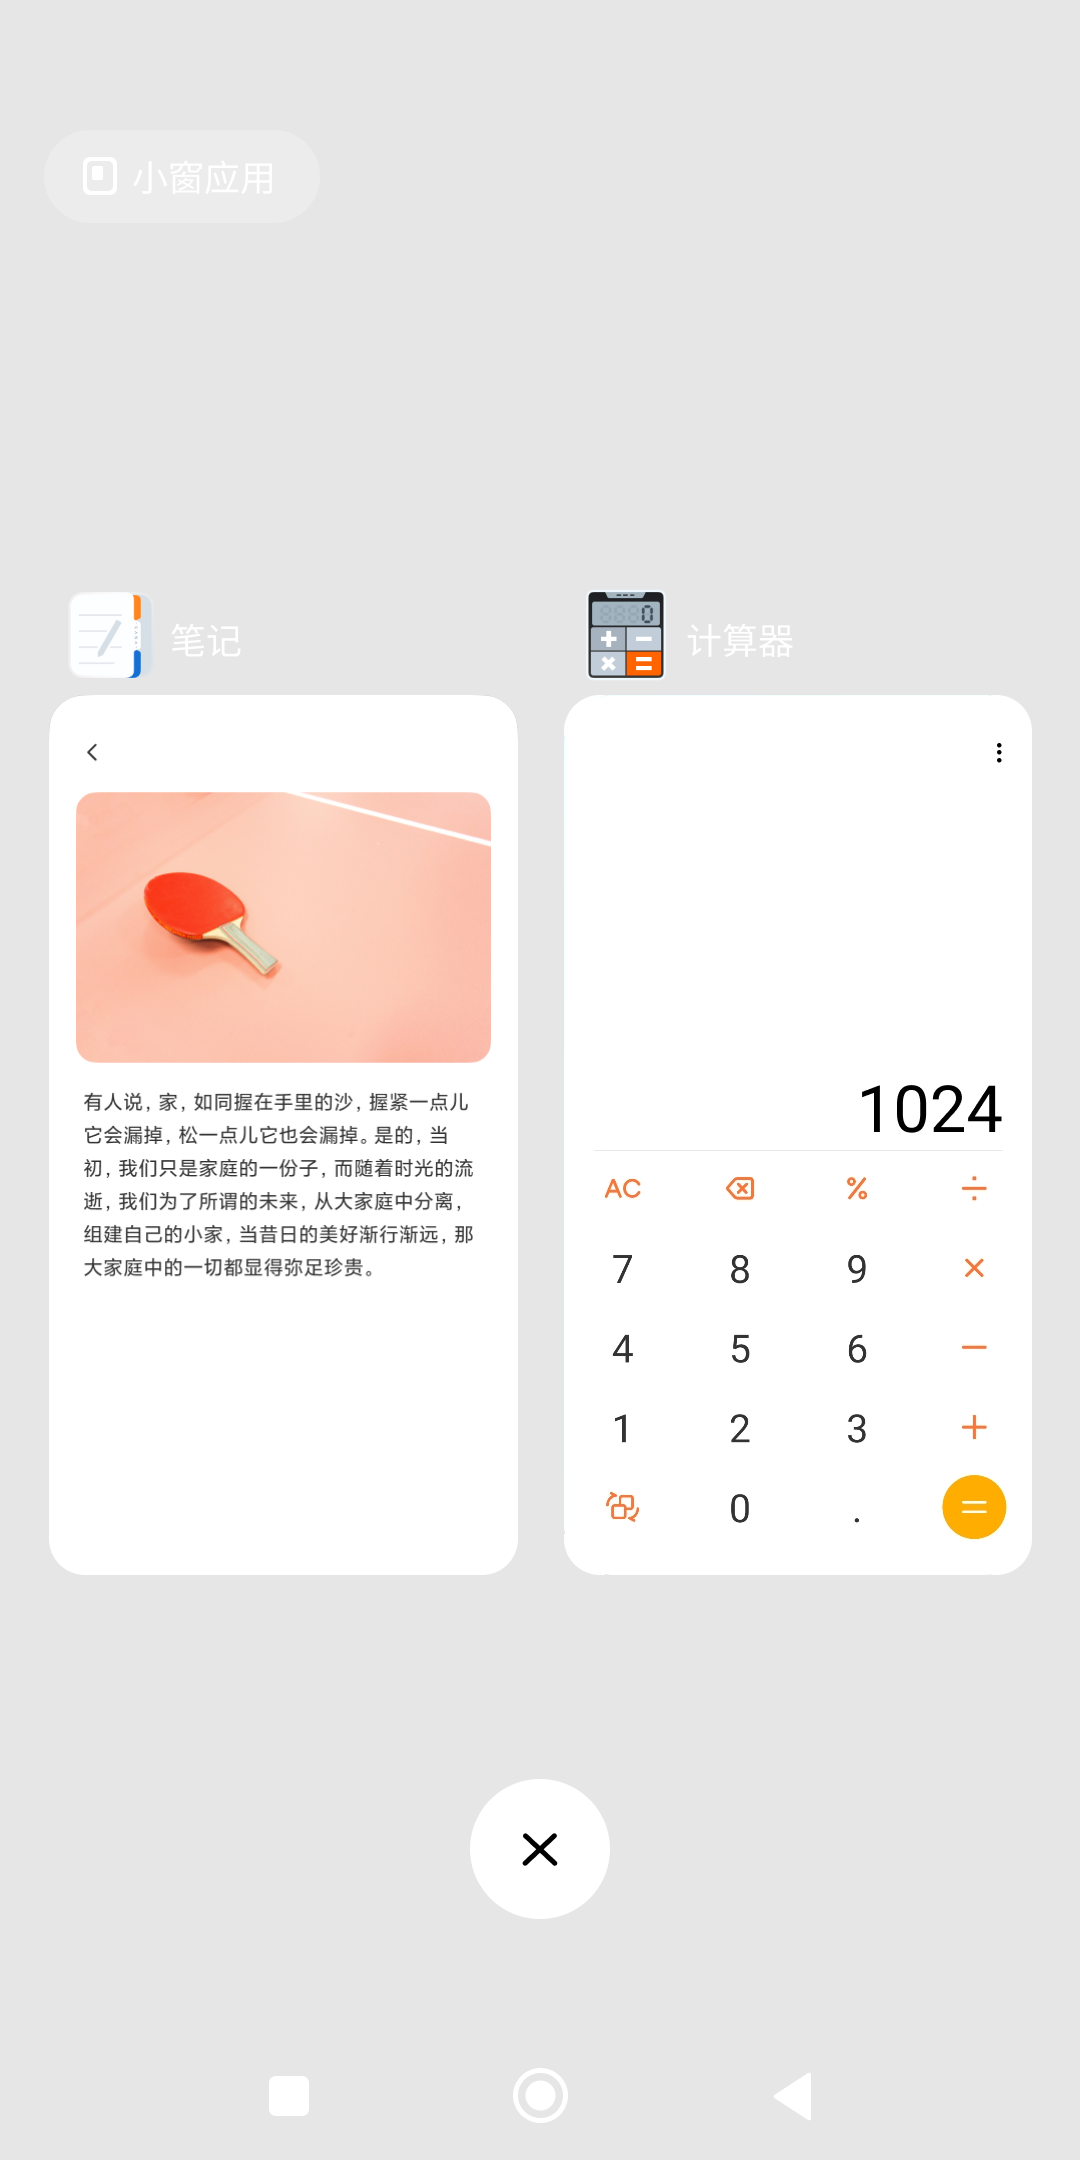 小窗应用
笔记
计算器
有人说, 家, 如同握在手里的沙, 握紧一点儿
它会漏掉, 松一点儿它也会漏掉。是的, 当
初, 我们只是家庭的一份子, 而随着时光的流
逝, 我们为了所谓的未来, 从大家庭中分离,
组建自己的小家, 当昔日的美好渐行渐远, 那
大家庭中的一切都显得弥足珍贵。
1024
AC % ÷
7 8 9 ×
4 5 6 −
1 2 3 +
0 . =